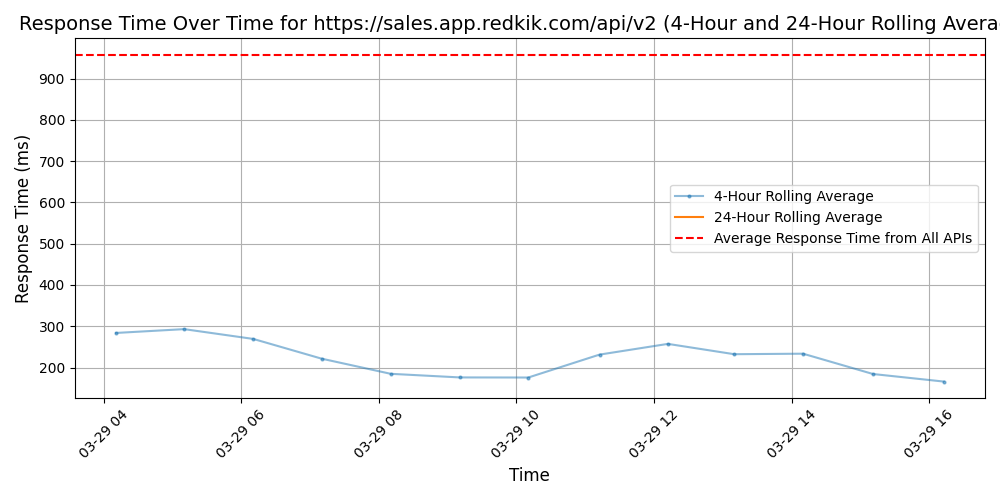 Response Time Over Time for https://sales.app.redkik.com/api/v2 (4-Hour and 24-Hour Rolling Avera
Response Time (ms)
900
800
700
600
500
400
300
200
4-Hour Rolling Average
24-Hour Rolling Average
Average Response Time from All APIs
03-29 04
03-29 06
03-29 08
03-29 10
03-29 12
03-29 14
03-29 16
Time